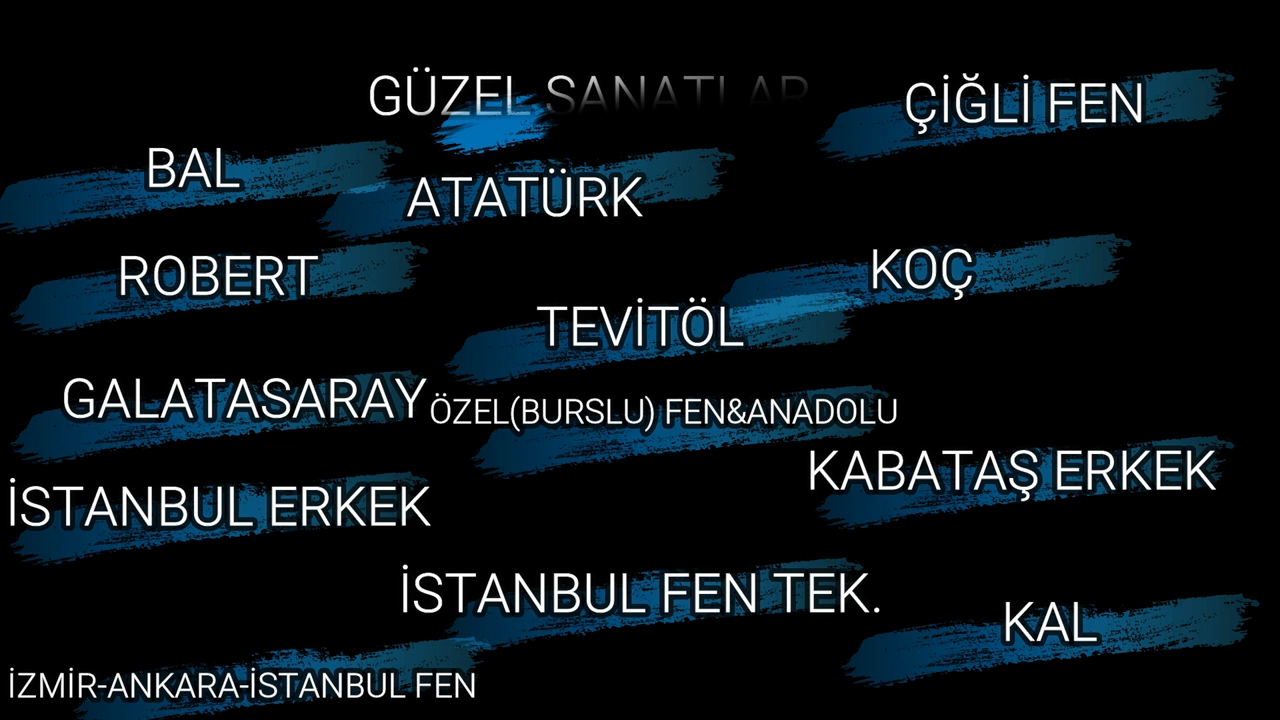 GÜZEL SANATLAR
ÇİĞLİ FEN
BAL
ATATÜRK
ROBERT
KOÇ
TEVİTÖL
GALATASARAY
ÖZEL(BURSLU) FEN&ANADOLU
KABATAŞ ERKEK
İSTANBUL ERKEK
İSTANBUL FEN TEK.
KAL
İZMİR-ANKARA-İSTANBUL FEN